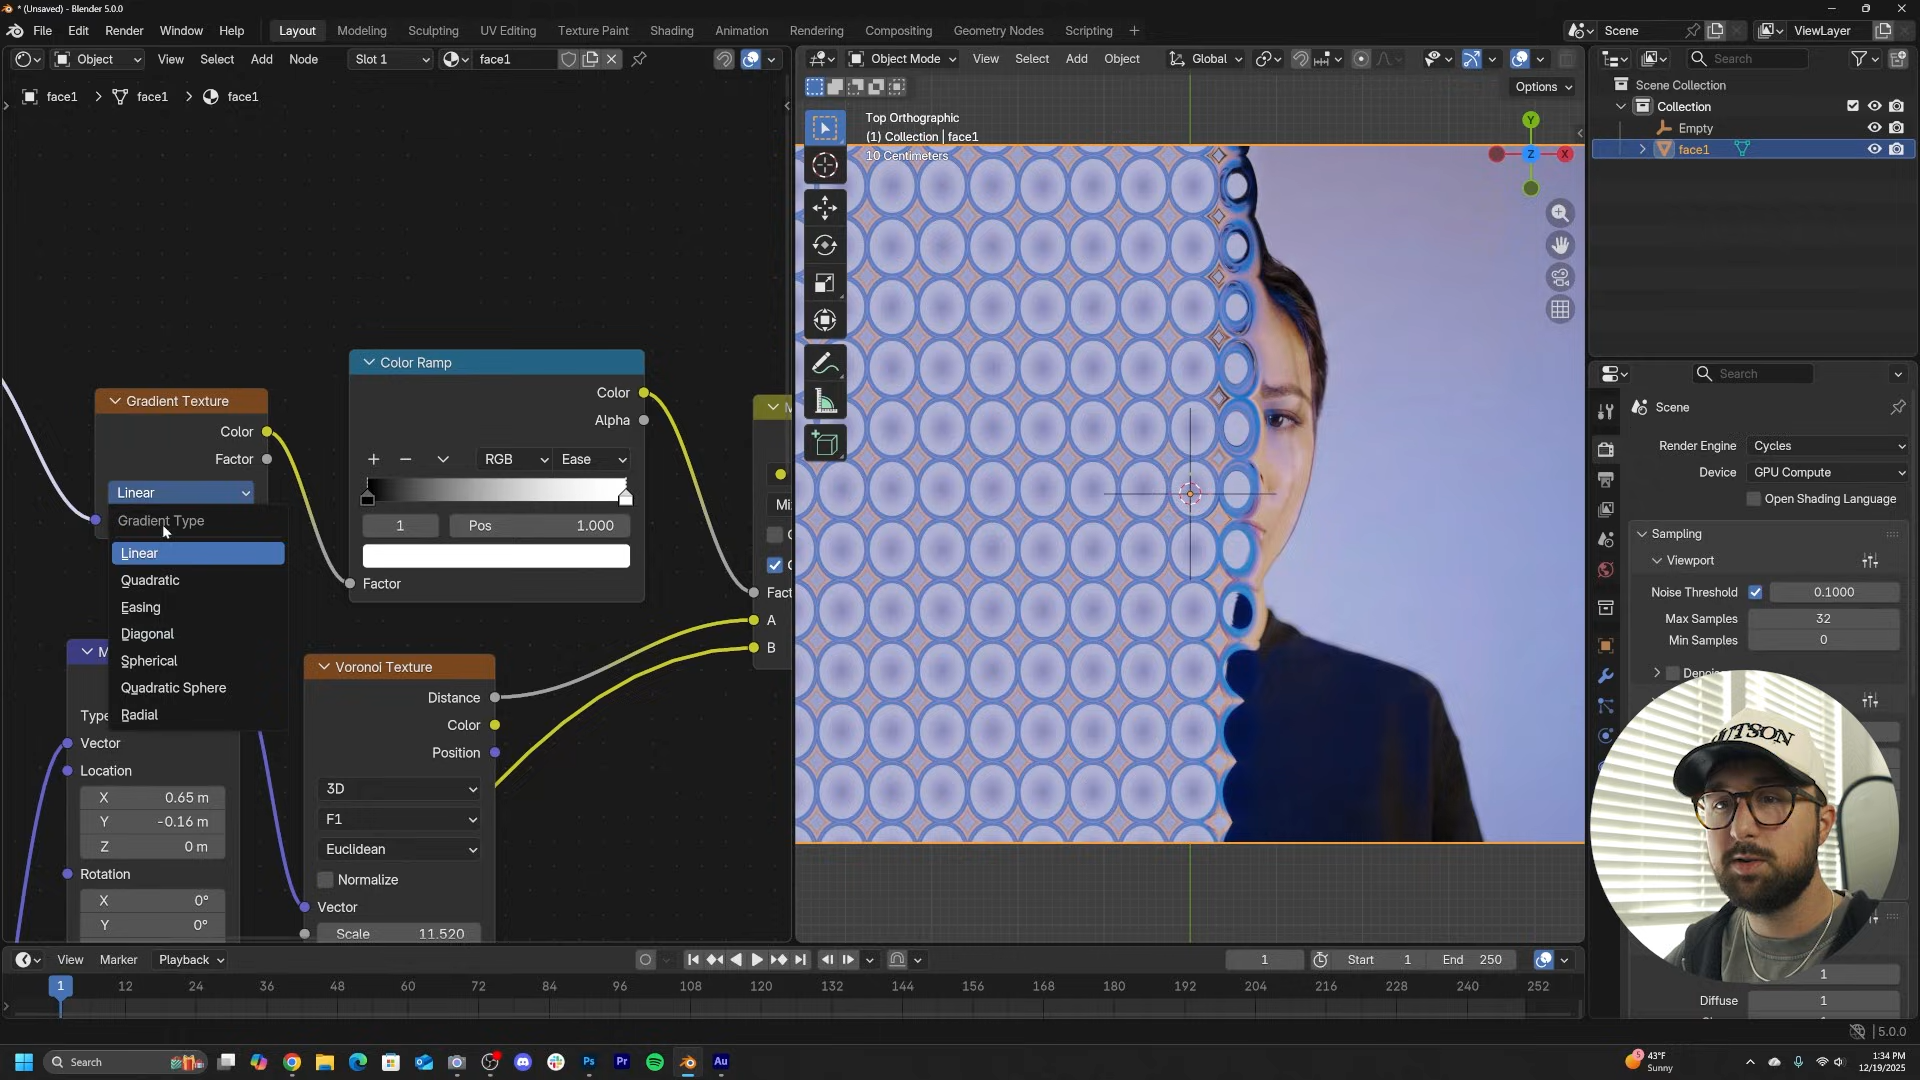 * (Unsaved) - Blender 5.0.0
File Edit Render Window Help
Layout Modeling Sculpting UV Editing Texture Paint Shading Animation Rendering Compositing Geometry Nodes Scripting
Scene
ViewLayer
Object View Select Add Node
Slot 1
face1
face1 > face1 > face1
Object Mode View Select Add Object
Global
Options
Top Orthographic
(1) Collection | face1
10 Centimeters
Y
Z
X
Gradient Texture
Color
Factor
Linear
Gradient Type
Linear
Quadratic
Easing
Diagonal
Spherical
Quadratic Sphere
Radial
Color Ramp
Color
Alpha
RGB
Ease
1
Pos 1.000
Factor
M
Type
Vector
Location
X 0.65 m
Y -0.16 m
Z 0 m
Rotation
X 0°
Y 0°
Voronoi Texture
Distance
Color
Position
3D
F1
Euclidean
Normalize
Vector
Scale 11.520
M
Mi
C
C
Fact
A
B
Search
Scene Collection
Collection
Empty
face1
Search
Scene
Render Engine Cycles
Device GPU Compute
Open Shading Language
Sampling
Viewport
Noise Threshold 0.1000
Max Samples 32
Min Samples 0
Denoi
1
Diffuse 1
View Marker Playback
1
Start 1
End 250
1 12 24 36 48 60 72 84 96 108 120 132 144 156 168 180 192 204 216 228 240 252
5.0.0
Search
Ps
Pr
Au
43°F
Sunny
1:34 PM
12/19/2025